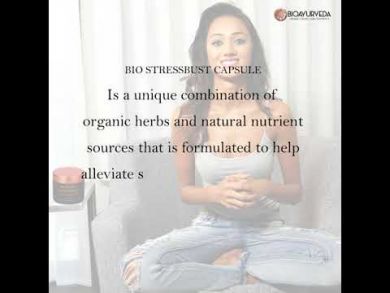 BIOAYURVEDA
BIO STRESSBUST CAPSULE
Is a unique combination of
organic herbs and natural nutrient
sources that is formulated to help
alleviate s